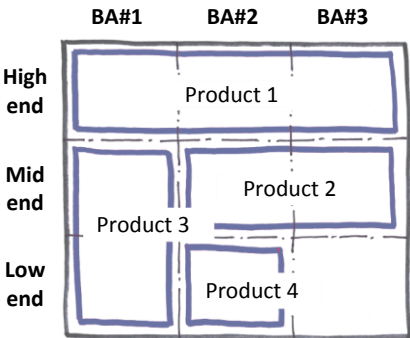 BA#1 BA#2 BA#3
High
end
Product 1
Mid
end
Product 2
Product 3
Low
end
Product 4